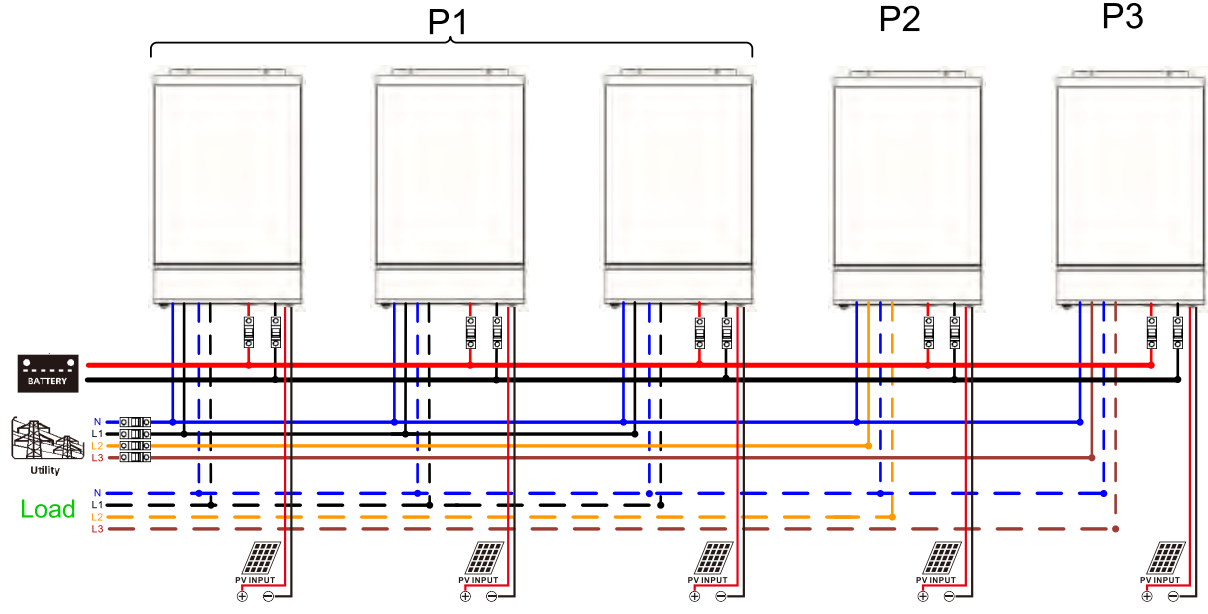 P1
P2
P3
BATTERY
N
L1
L2
L3
Utility
Load
N
L1
L2
L3
PV INPUT
PV INPUT
PV INPUT
PV INPUT
PV INPUT